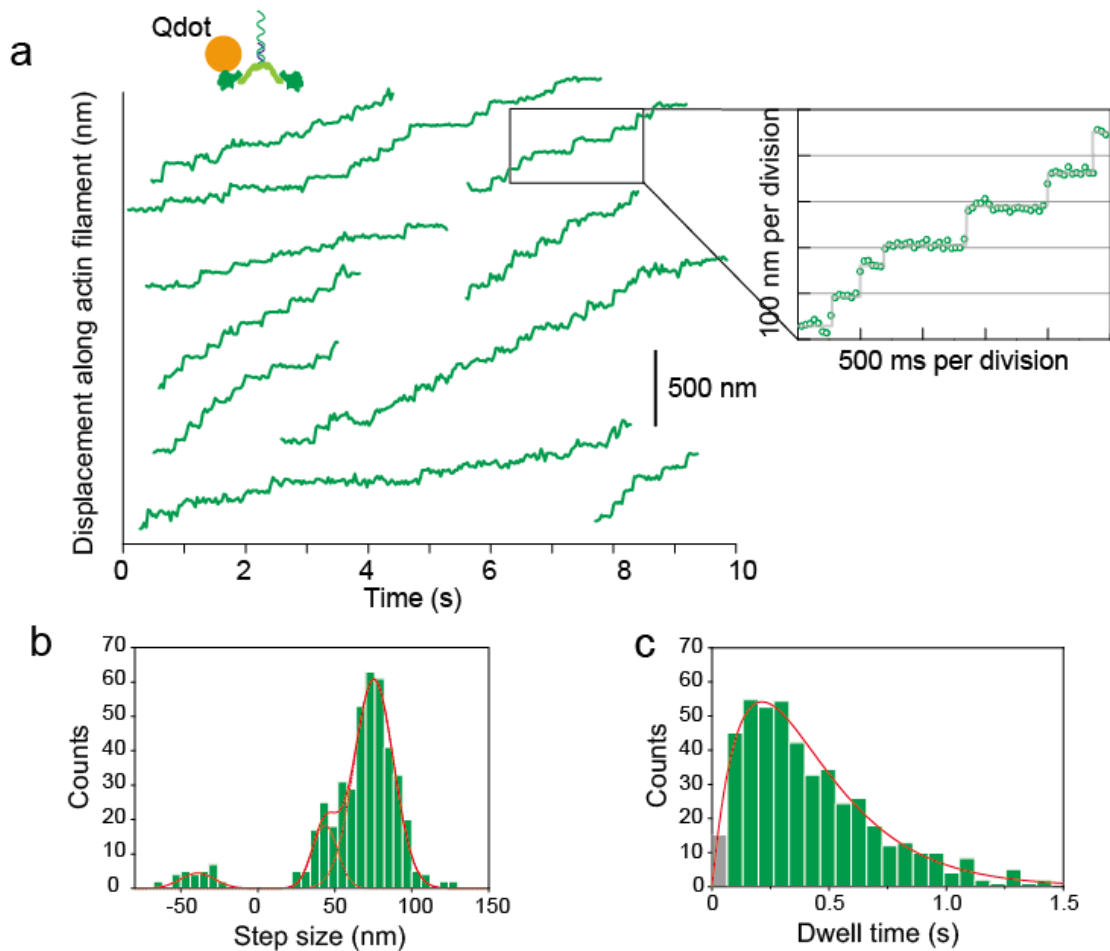 Qdot
a
Displacement along actin filament (nm)
500 nm
0 2 4 6 8 10
Time (s)
100 nm per division
500 ms per division
b
70
60
50
40
30
20
10
0
Counts
-50 0 50 100 150
Step size (nm)
c
70
60
50
40
30
20
10
0
Counts
0 0.5 1.0 1.5
Dwell time (s)